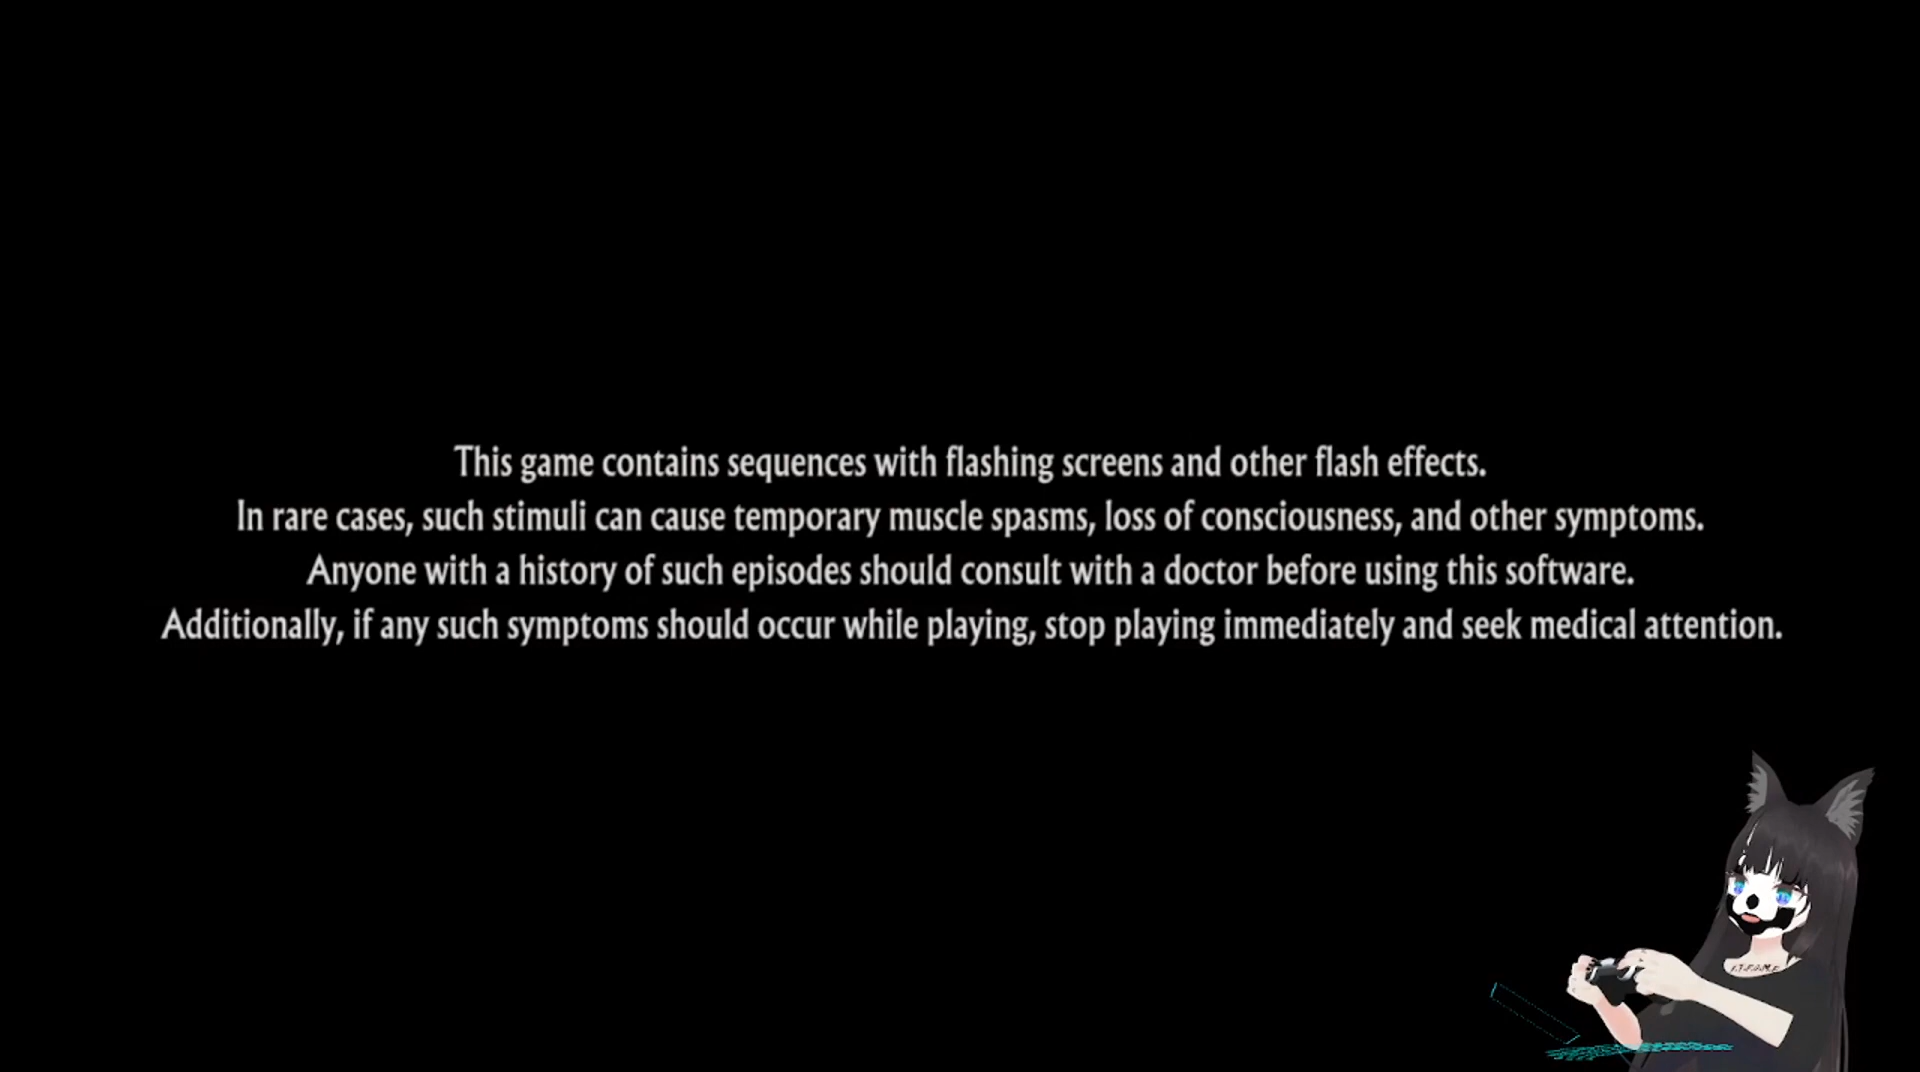 This game contains sequences with flashing screens and other flash effects.
In rare cases, such stimuli can cause temporary muscle spasms, loss of consciousness, and other symptoms.
Anyone with a history of such episodes should consult with a doctor before using this software.
Additionally, if any such symptoms should occur while playing, stop playing immediately and seek medical attention.